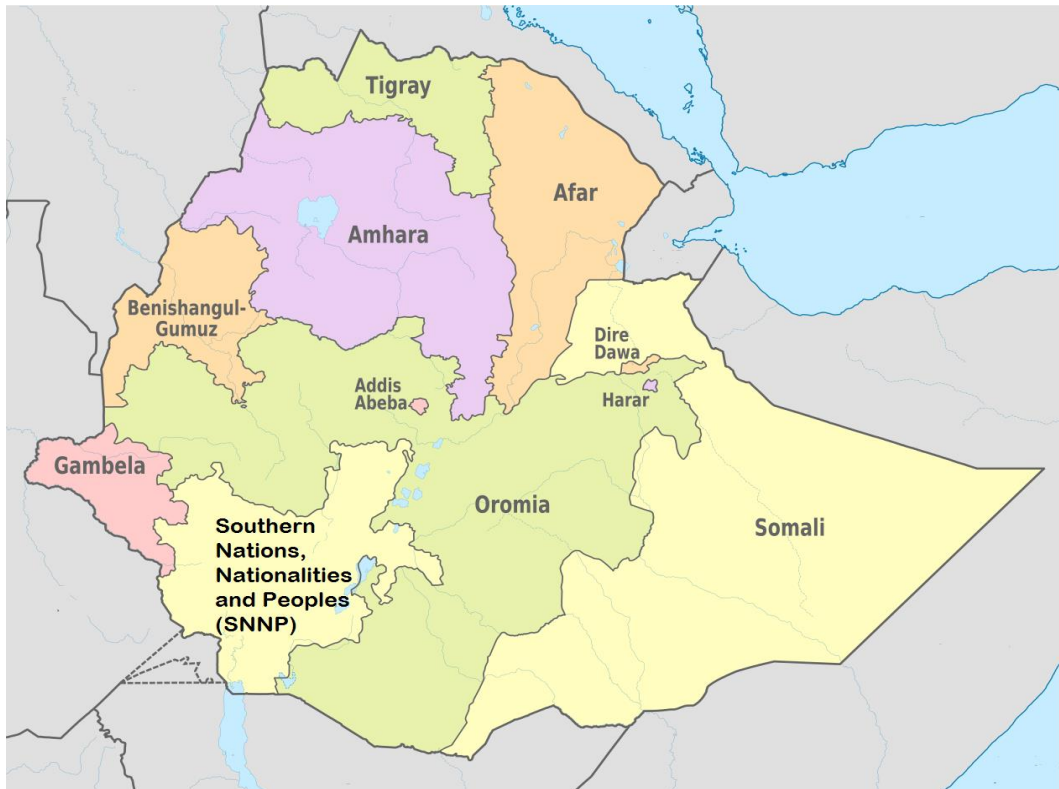 Tigray
Afar
Amhara
Benishangul-
Gumuz
Dire
Dawa
Addis
Abeba
Harar
Gambela
Oromia
Southern
Nations,
Nationalities
and Peoples
(SNNP)
Somali